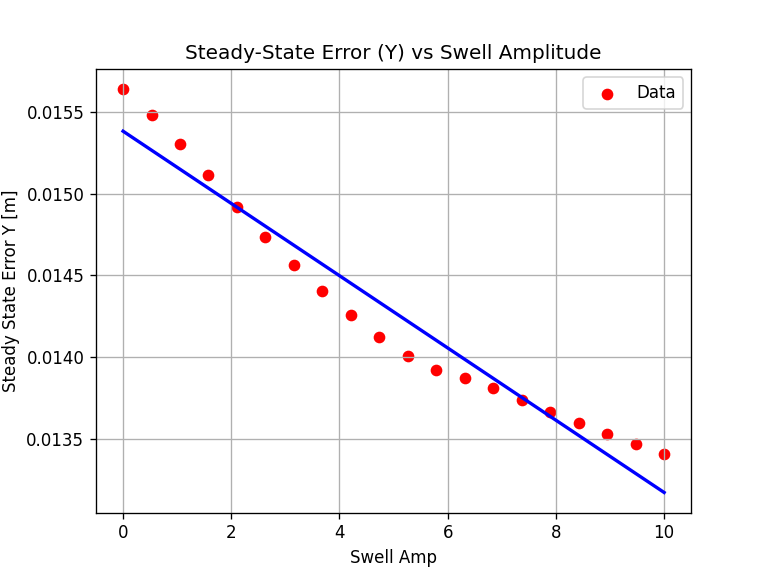 Steady-State Error (Y) vs Swell Amplitude
Data
Steady State Error Y [m]
0.0155
0.0150
0.0145
0.0140
0.0135
0 2 4 6 8 10
Swell Amp